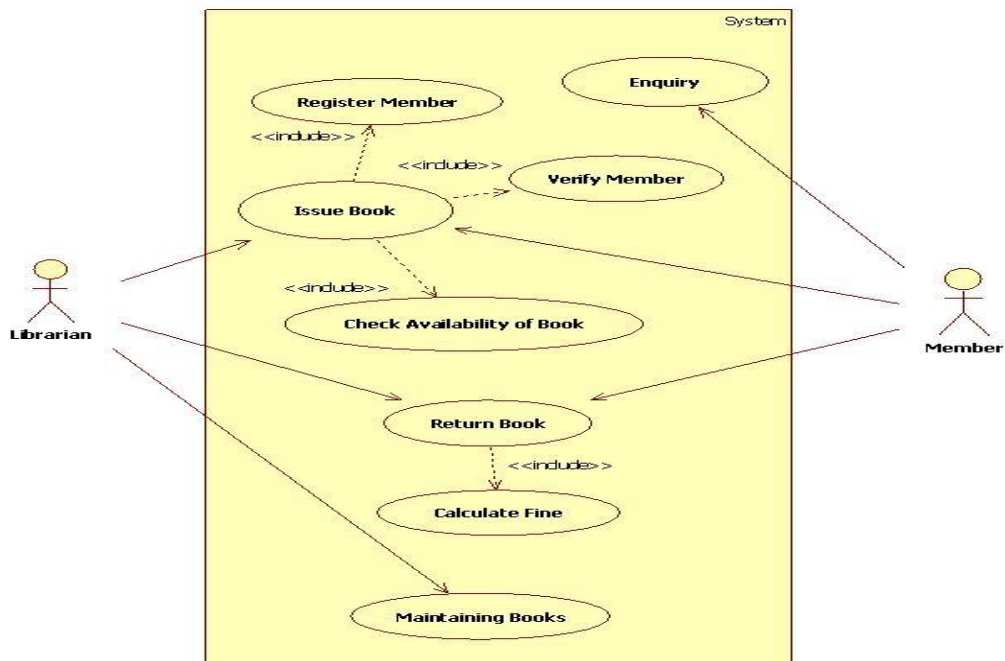 System
Enquiry
Register Member
<<include>>
<<include>>
Verify Member
Issue Book
<<include>>
Check Availability of Book
Librarian
Member
Return Book
<<include>>
Calculate Fine
Maintaining Books